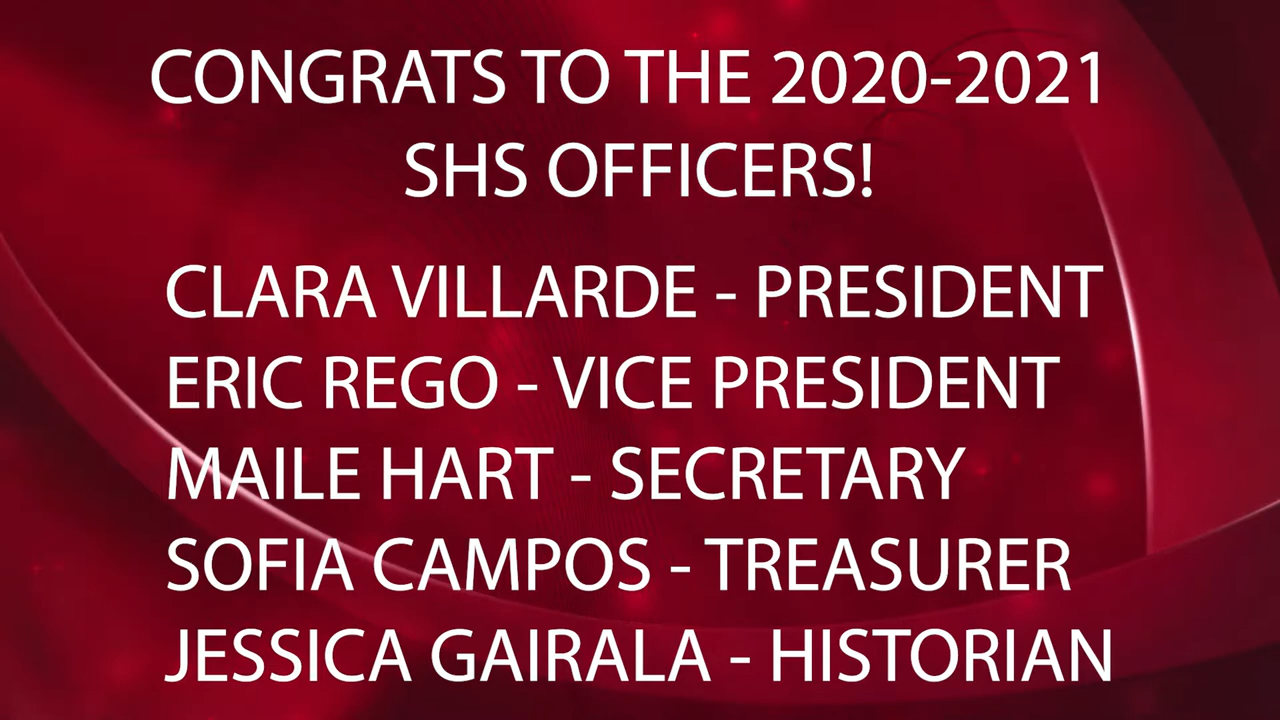 CONGRATS TO THE 2020-2021
SHS OFFICERS!
CLARA VILLARDE - PRESIDENT
ERIC REGO - VICE PRESIDENT
MAILE HART - SECRETARY
SOFIA CAMPOS - TREASURER
JESSICA GAIRALA - HISTORIAN